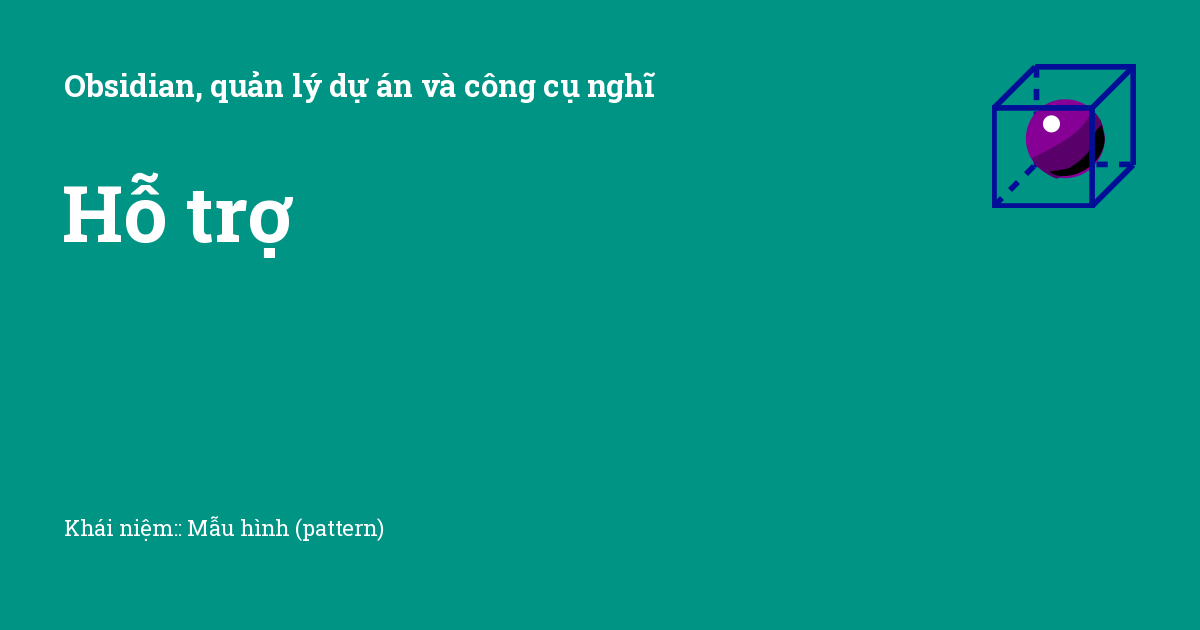 Obsidian, quản lý dự án và công cụ nghĩ
Hỗ trợ
Khái niệm:: Mẫu hình (pattern)